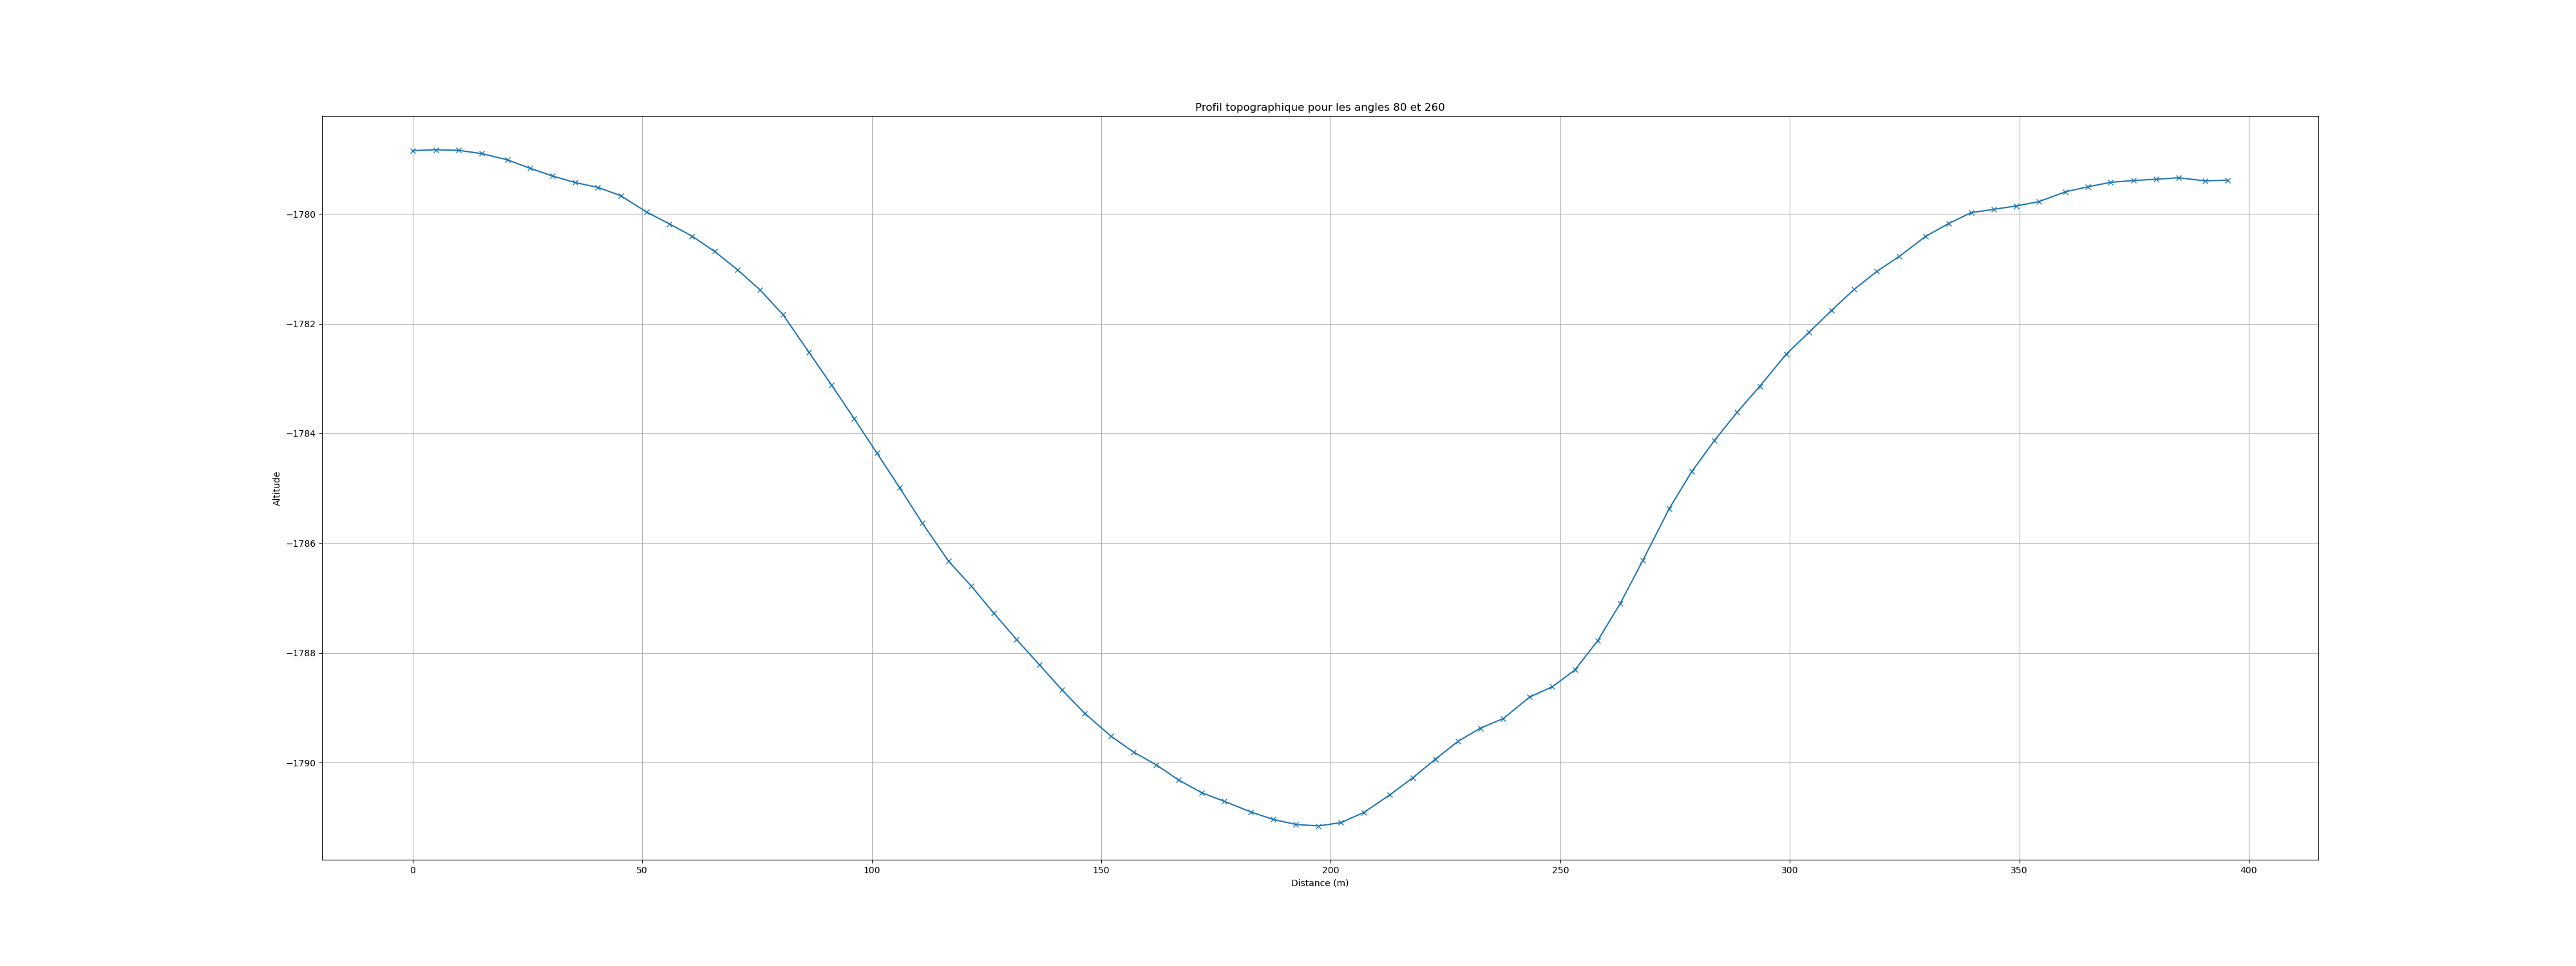 Profil topographique pour les angles 80 et 260
Altitude
−1780
−1782
−1784
−1786
−1788
−1790
0 50 100 150 200 250 300 350 400
Distance (m)